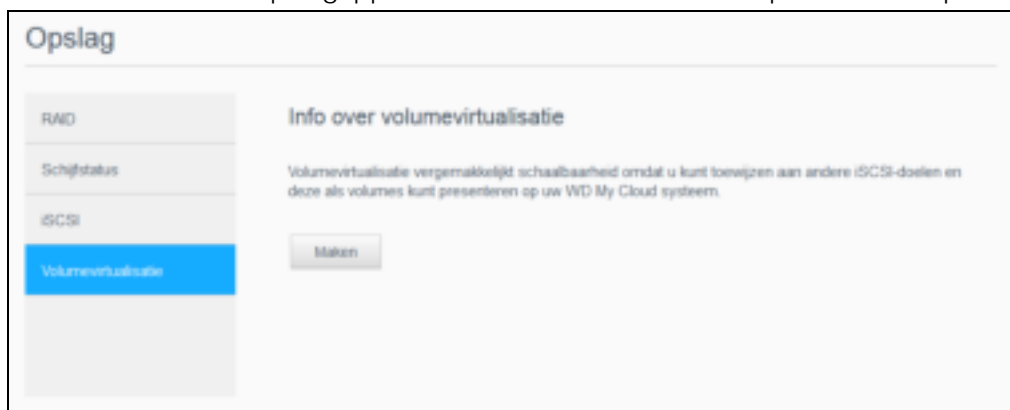 Opslag
RAID
Schijfstatus
iSCSI
Volumevirtualisatie
Info over volumevirtualisatie
Volumevirtualisatie vergemakkelijkt schaalbaarheid omdat u kunt toewijzen aan andere iSCSI-doelen en
deze als volumes kunt presenteren op uw WD My Cloud systeem.
Maken